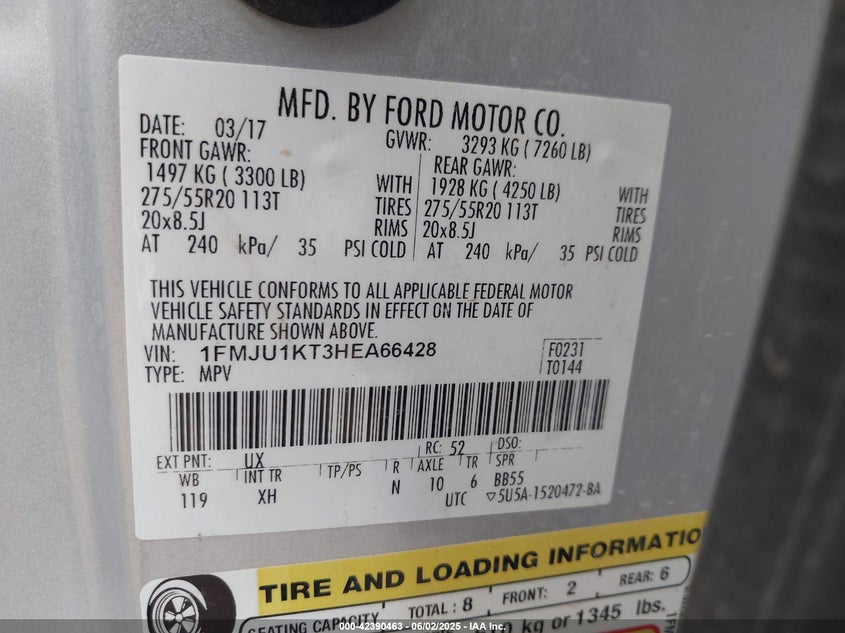 MFD. BY FORD MOTOR CO.
DATE: 03/17 GVWR: 3293 KG ( 7260 LB)
FRONT GAWR: REAR GAWR:
1497 KG ( 3300 LB) WITH 1928 KG ( 4250 LB) WITH
275/55R20 113T TIRES 275/55R20 113T TIRES
20x8.5J RIMS 20x8.5J RIMS
AT 240 kPa/ 35 PSI COLD AT 240 kPa/ 35 PSI COLD
THIS VEHICLE CONFORMS TO ALL APPLICABLE FEDERAL MOTOR
VEHICLE SAFETY STANDARDS IN EFFECT ON THE DATE OF
MANUFACTURE SHOWN ABOVE.
VIN: 1FMJU1KT3HEA66428 F0231
TYPE: MPV T0144
EXT PNT: UX RC: 52 DSO:
WB INT TR TP/PS R AXLE TR SPR
119 XH N 10 6 BB55
UTC ▽5U5A-1520472-BA
TIRE AND LOADING INFORMATIO
SEATING CAPACITY TOTAL : 8 FRONT: 2 REAR: 6
kg or 1345 lbs.
000-42390463 - 06/02/2025 - IAA Inc.